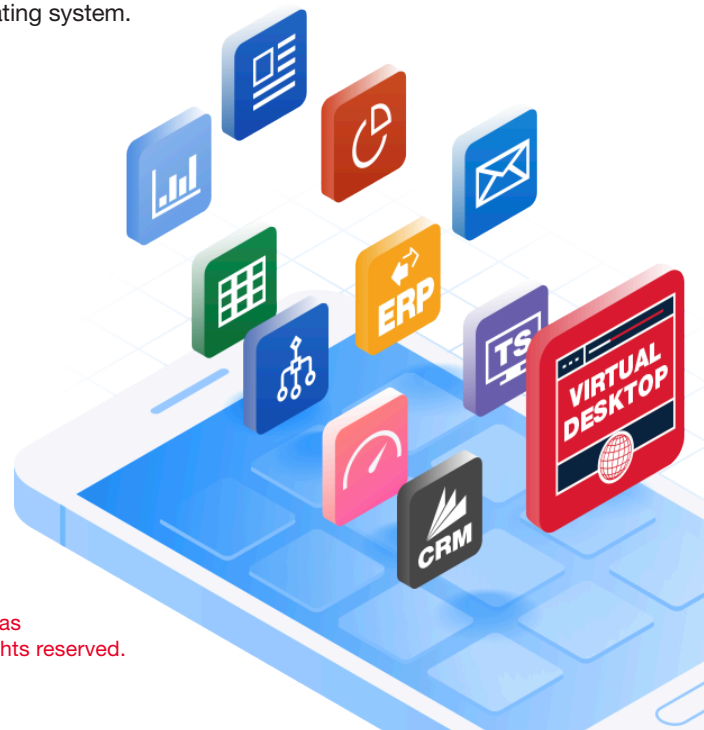 ating system.
ERP
TS
VIRTUAL
DESKTOP
CRM
as
hts reserved.